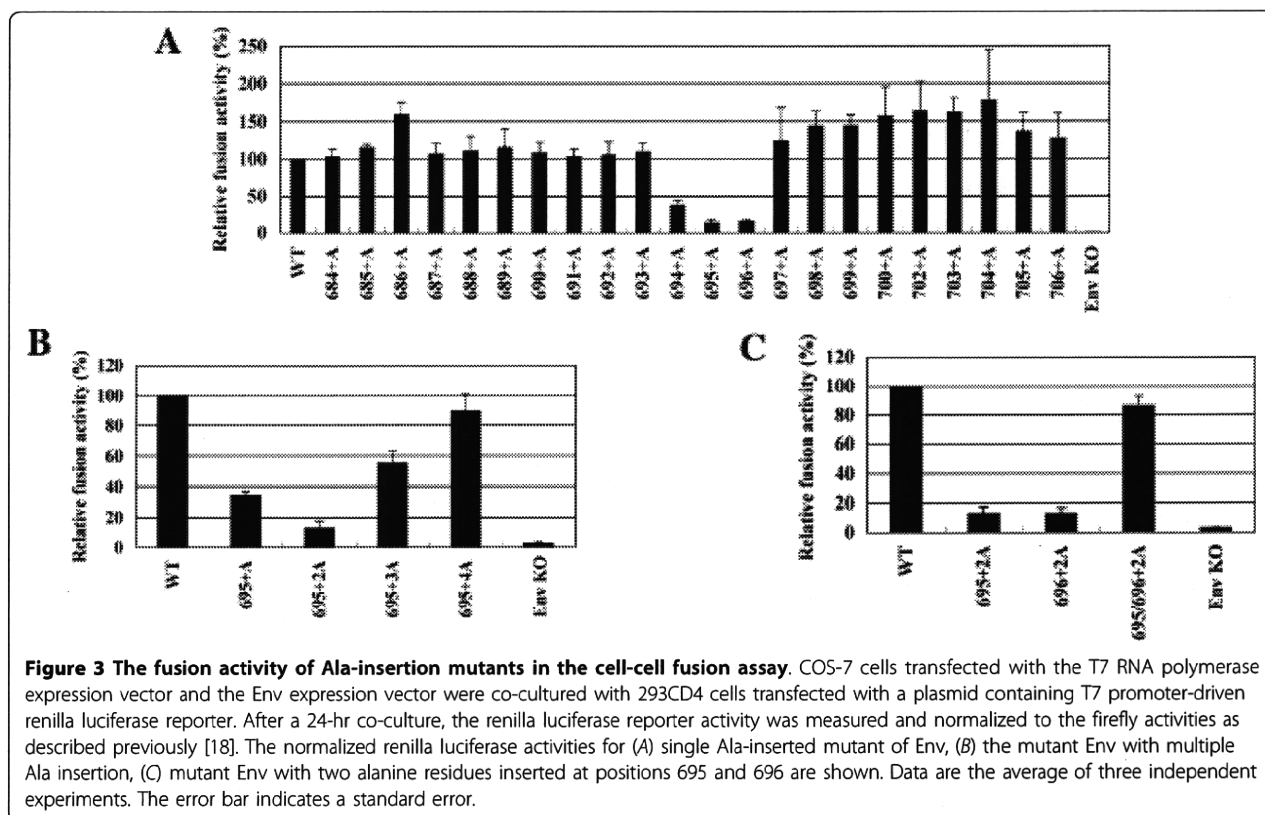 A
Relative fusion activity (%)
250
200
150
100
50
0
WT
684+A
685+A
686+A
687+A
688+A
689+A
690+A
691+A
692+A
693+A
694+A
695+A
696+A
697+A
698+A
699+A
700+A
702+A
703+A
704+A
705+A
706+A
Env KO
B
Relative fusion activity (%)
120
100
80
60
40
20
0
WT
695+A
695+2A
695+3A
695+4A
Env KO
C
Relative fusion activity (%)
120
100
80
60
40
20
0
WT
695+2A
696+2A
695/696+2A
Env KO
Figure 3 The fusion activity of Ala-insertion mutants in the cell-cell fusion assay. COS-7 cells transfected with the T7 RNA polymerase
expression vector and the Env expression vector were co-cultured with 293CD4 cells transfected with a plasmid containing T7 promoter-driven
renilla luciferase reporter. After a 24-hr co-culture, the renilla luciferase reporter activity was measured and normalized to the firefly activities as
described previously [18]. The normalized renilla luciferase activities for (A) single Ala-inserted mutant of Env, (B) the mutant Env with multiple
Ala insertion, (C) mutant Env with two alanine residues inserted at positions 695 and 696 are shown. Data are the average of three independent
experiments. The error bar indicates a standard error.